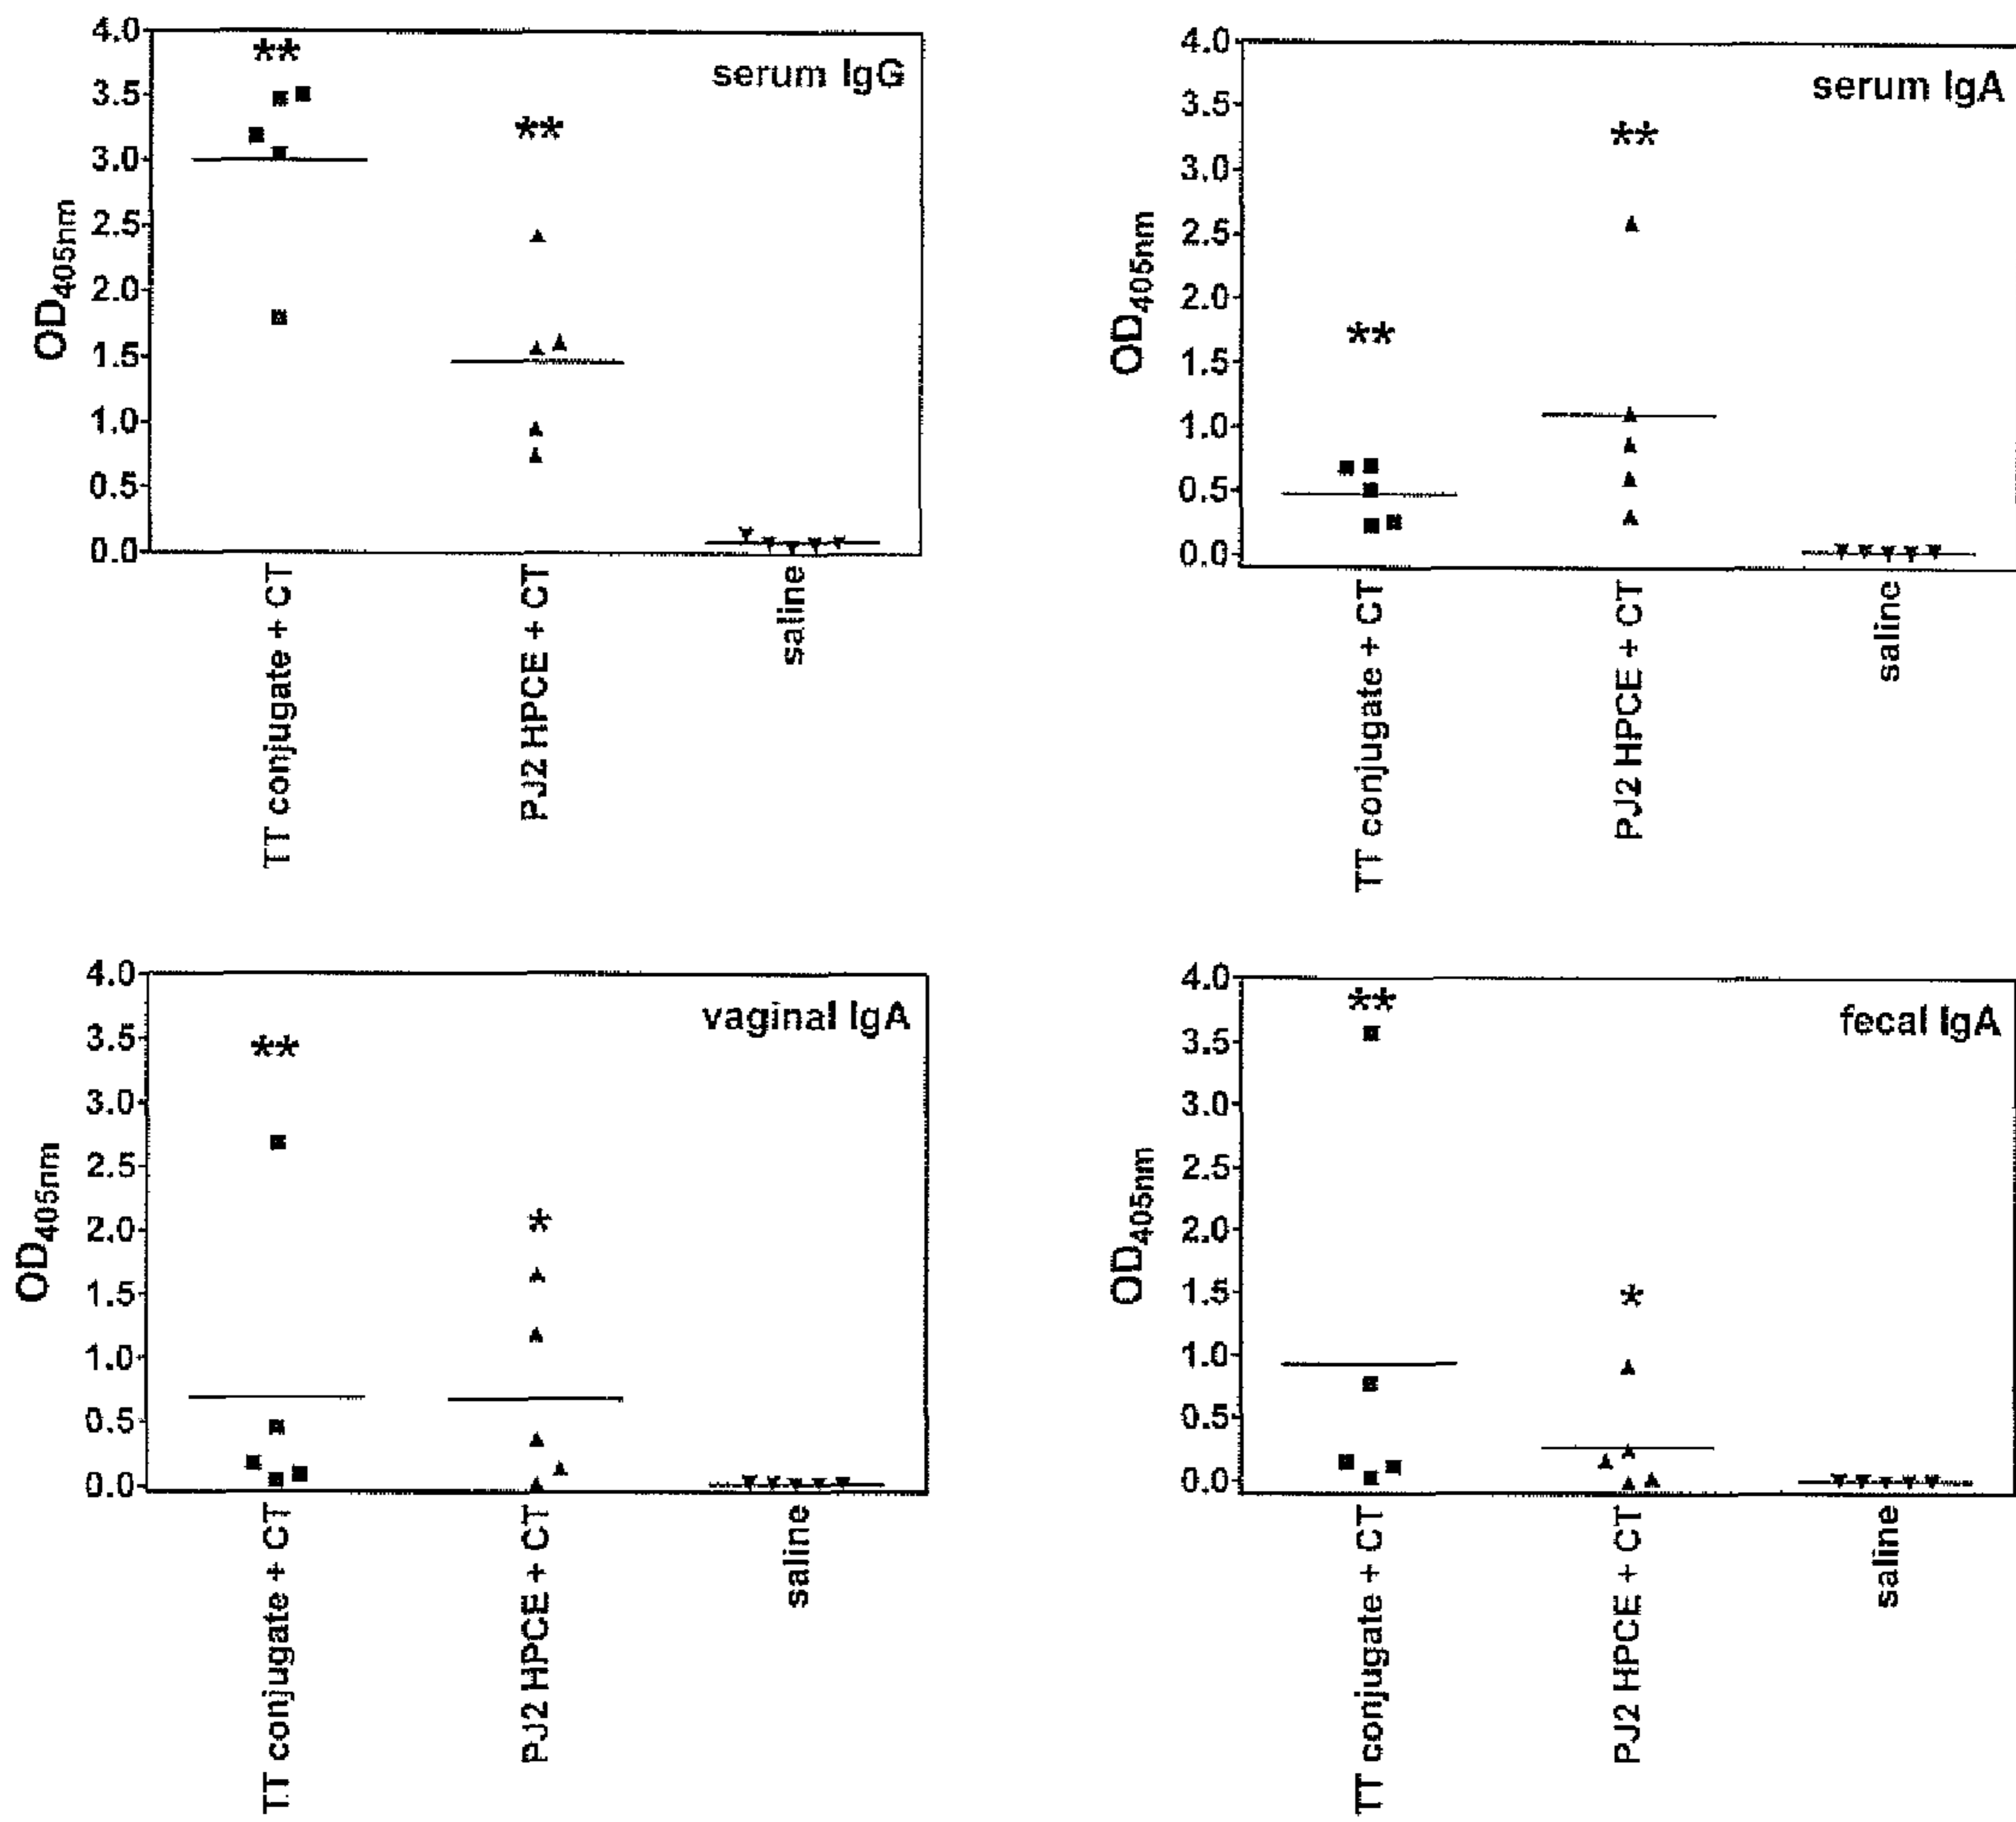 serum IgG
**
**
4.0
3.5
3.0
2.5
2.0
1.5
1.0
0.5
0.0
OD405nm
TT conjugate + CT
PJ2 HPCE + CT
saline
serum IgA
**
**
4.0
3.5
3.0
2.5
2.0
1.5
1.0
0.5
0.0
OD405nm
TT conjugate + CT
PJ2 HPCE + CT
saline
vaginal IgA
**
*
4.0
3.5
3.0
2.5
2.0
1.5
1.0
0.5
0.0
OD405nm
TT conjugate + CT
PJ2 HPCE + CT
saline
fecal IgA
**
*
4.0
3.5
3.0
2.5
2.0
1.5
1.0
0.5
0.0
OD405nm
TT conjugate + CT
PJ2 HPCE + CT
saline